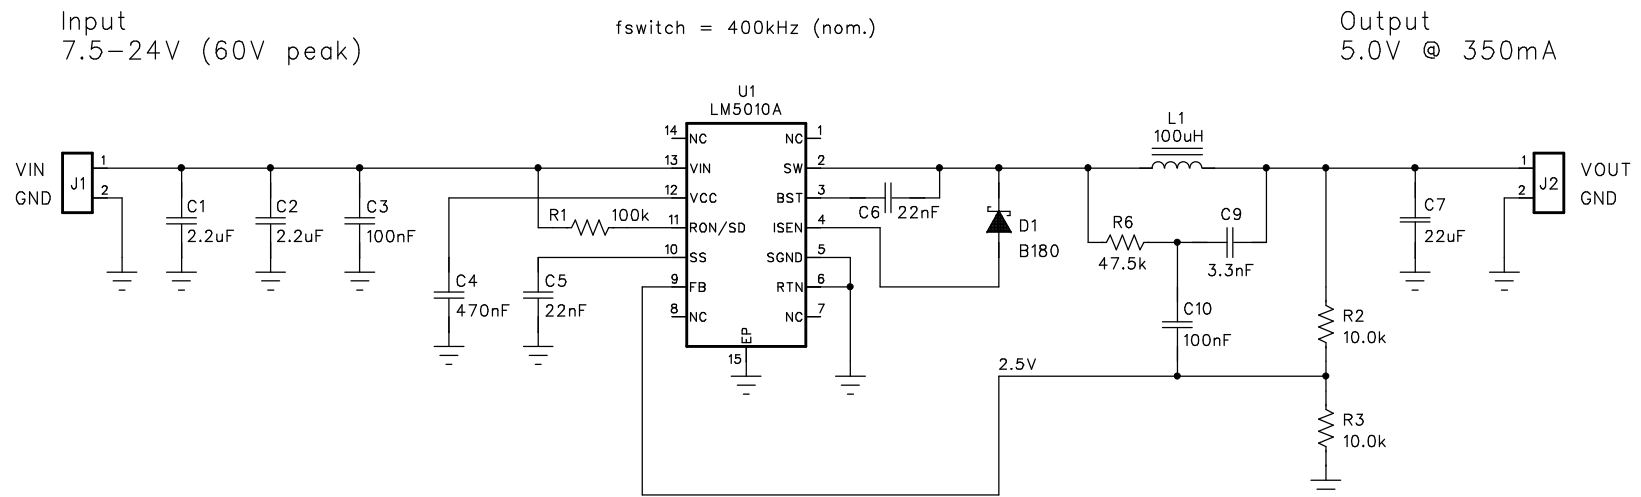 Input
7.5-24V (60V peak)
fswitch = 400kHz (nom.)
Output
5.0V @ 350mA
U1
LM5010A
14 NC
NC 1
13 VIN
SW 2
12 VCC
BST 3
11 RON/SD
ISEN 4
10 SS
SGND 5
9 FB
RTN 6
8 NC
NC 7
EP
15
VIN
GND
J1
1
2
C1
2.2uF
C2
2.2uF
C3
100nF
R1 100k
C4
470nF
C5
22nF
C6 22nF
D1
B180
L1
100uH
R6
47.5k
C9
3.3nF
C10
100nF
2.5V
R2
10.0k
R3
10.0k
C7
22uF
1
2
J2
VOUT
GND